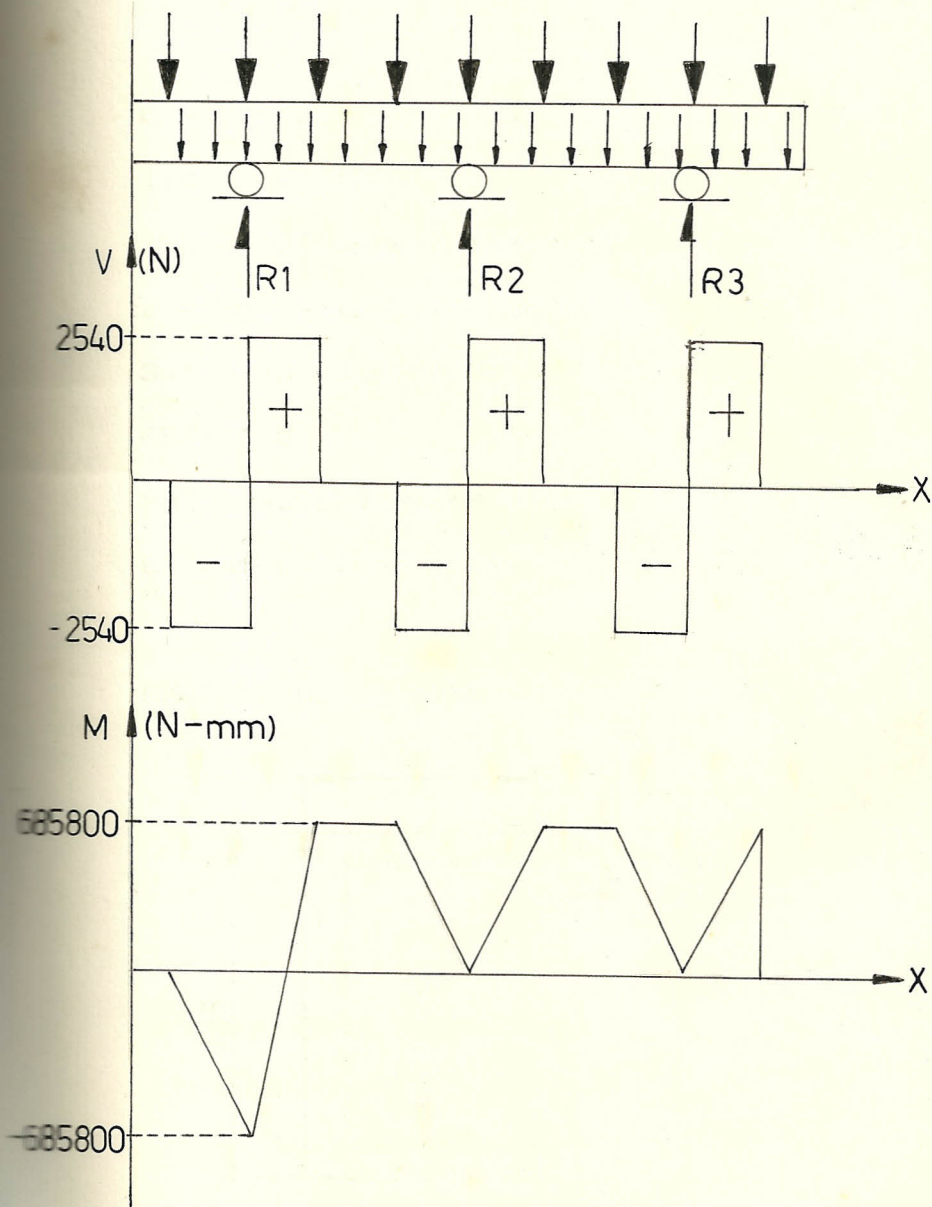 V (N)
R1 R2 R3
2540
+ + +
X
− − −
-2540
M (N-mm)
685800
X
-685800